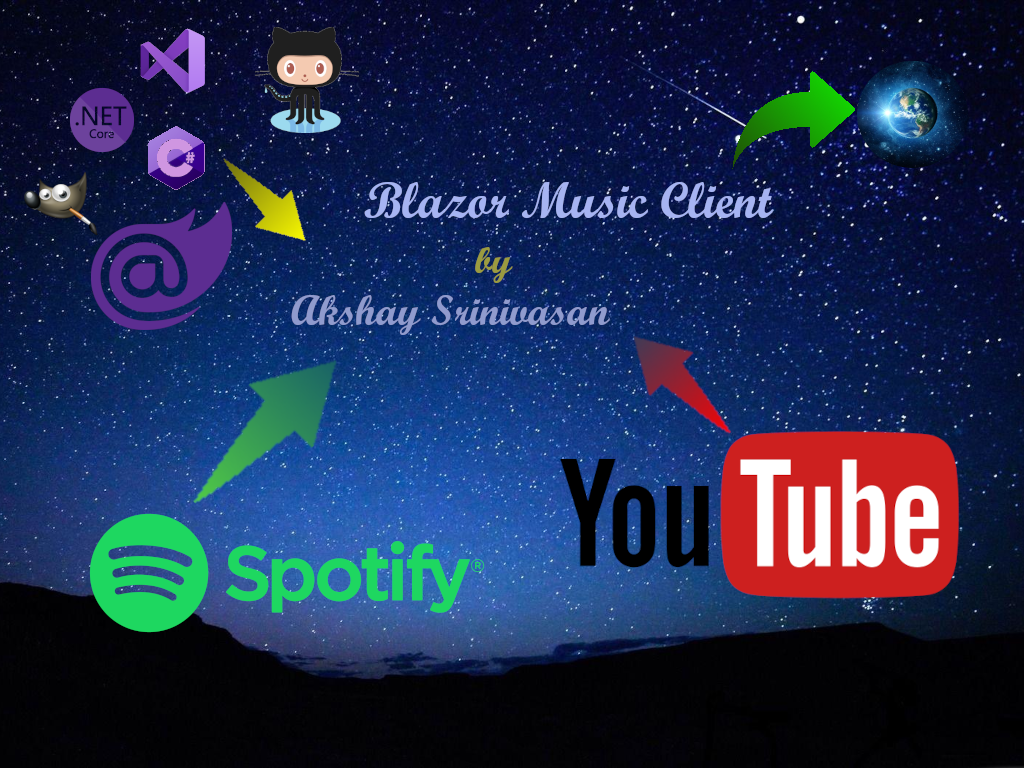 .NET
Core
C#
@
Blazor Music Client
by
Akshay Srinivasan
Spotify®
YouTube